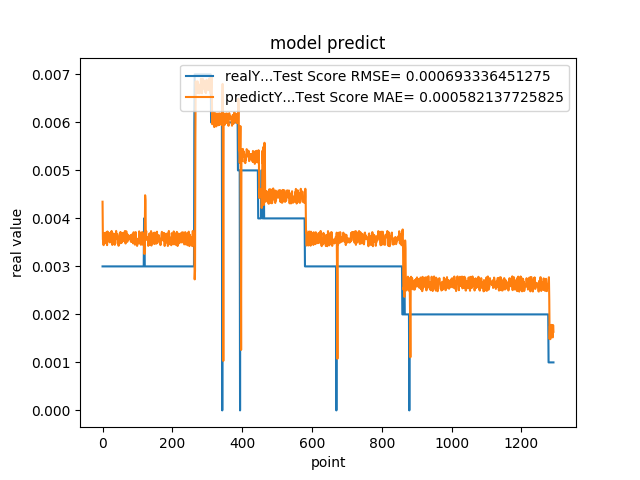 model predict
realY...Test Score RMSE= 0.000693336451275
predictY...Test Score MAE= 0.000582137725825
0.007
0.006
0.005
0.004
0.003
0.002
0.001
0.000
real value
0 200 400 600 800 1000 1200
point